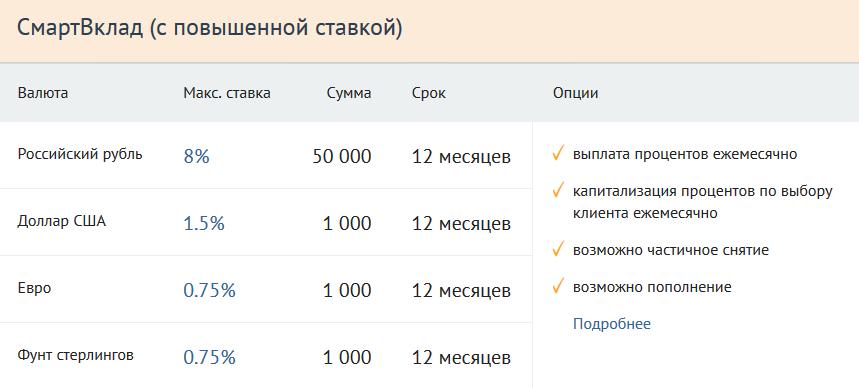 СмартВклад (с повышенной ставкой)
Валюта Макс. ставка Сумма Срок Опции
Российский рубль 8% 50 000 12 месяцев
Доллар США 1.5% 1 000 12 месяцев
Евро 0.75% 1 000 12 месяцев
Фунт стерлингов 0.75% 1 000 12 месяцев
выплата процентов ежемесячно
капитализация процентов по выбору
клиента ежемесячно
возможно частичное снятие
возможно пополнение
Подробнее